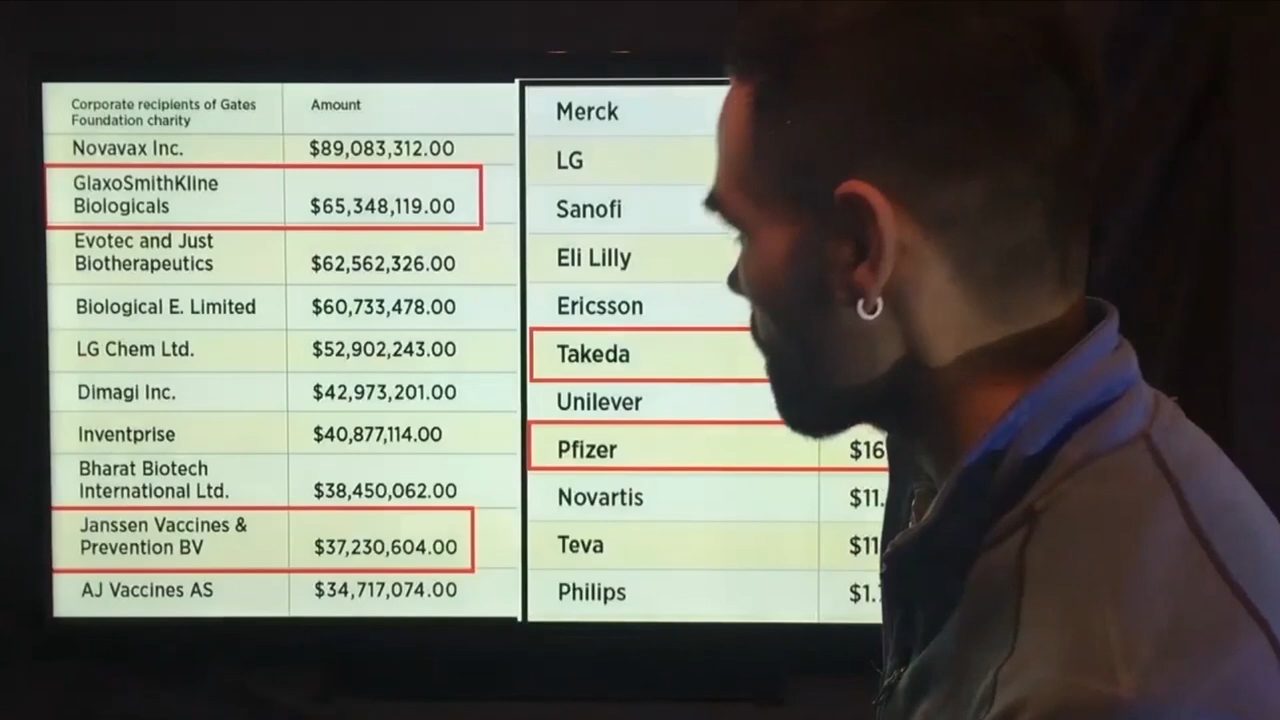 Corporate recipients of Gates
Foundation charity
Amount
Novavax Inc.
$89,083,312.00
GlaxoSmithKline
Biologicals
$65,348,119.00
Evotec and Just
Biotherapeutics
$62,562,326.00
Biological E. Limited
$60,733,478.00
LG Chem Ltd.
$52,902,243.00
Dimagi Inc.
$42,973,201.00
Inventprise
$40,877,114.00
Bharat Biotech
International Ltd.
$38,450,062.00
Janssen Vaccines &
Prevention BV
$37,230,604.00
AJ Vaccines AS
$34,717,074.00
Merck
LG
Sanofi
Eli Lilly
Ericsson
Takeda
Unilever
Pfizer
$16
Novartis
$11.
Teva
$11
Philips
$1.